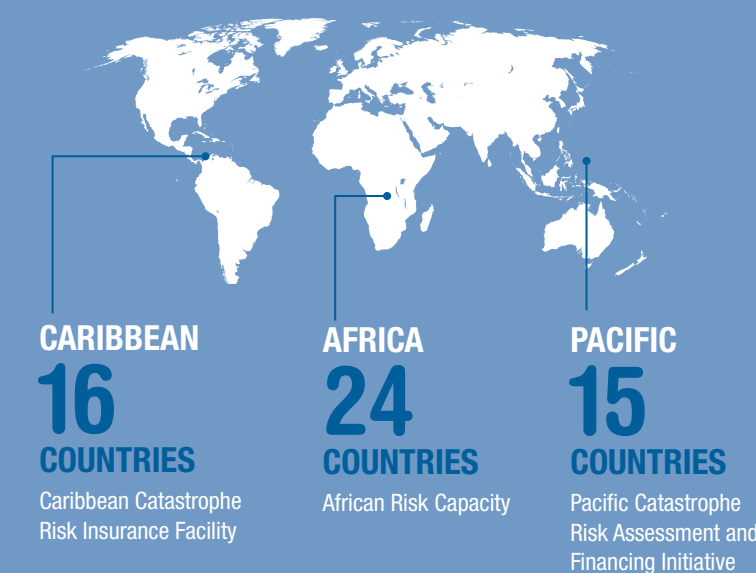 CARIBBEAN
16
COUNTRIES
Caribbean Catastrophe
Risk Insurance Facility
AFRICA
24
COUNTRIES
African Risk Capacity
PACIFIC
15
COUNTRIES
Pacific Catastrophe
Risk Assessment and
Financing Initiative